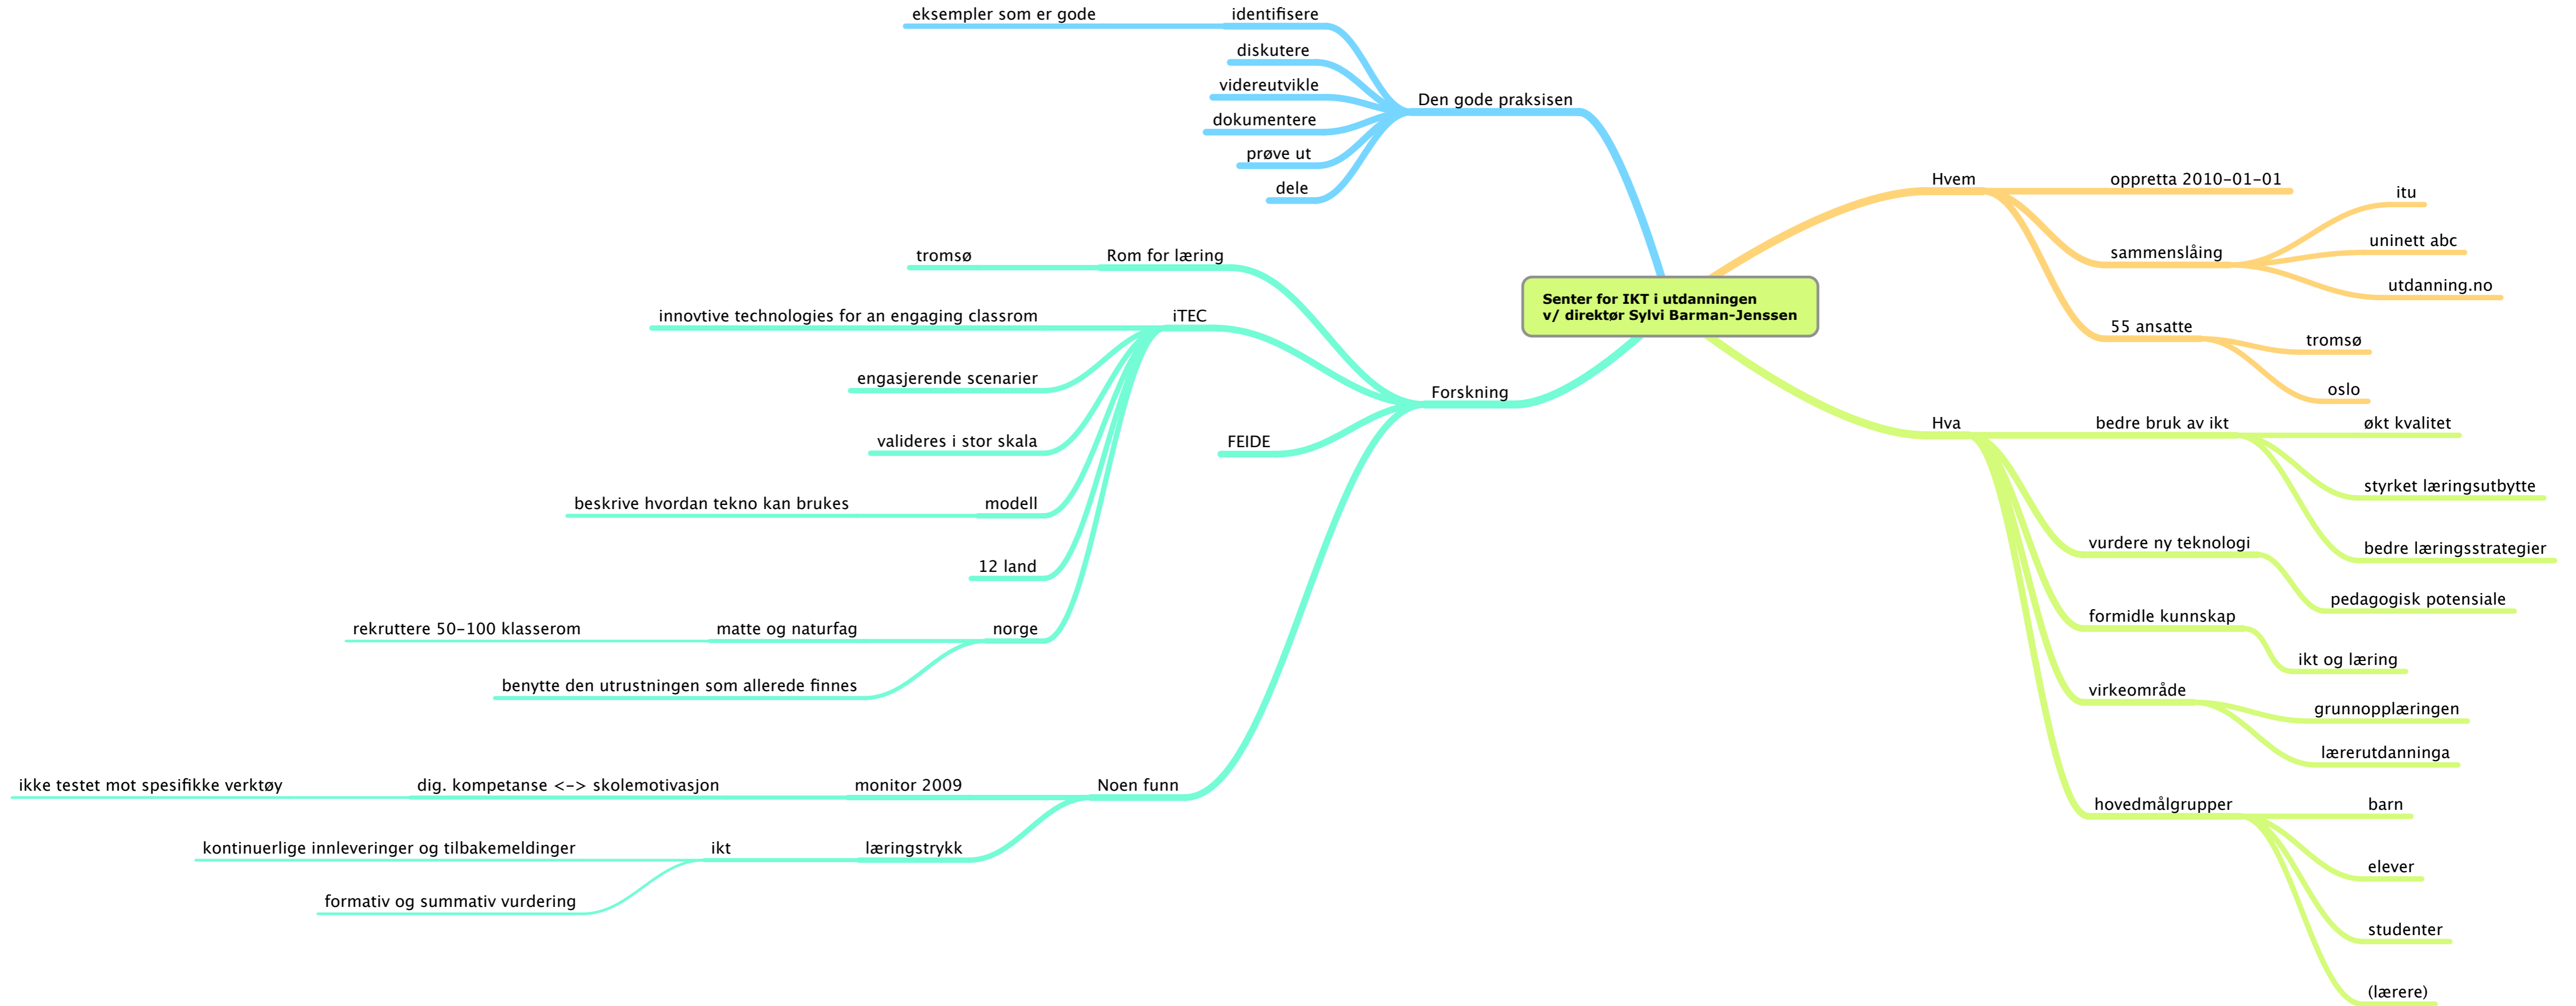 Senter for IKT i utdanningen
v/ direktør Sylvi Barman-Jenssen
Hvem
oppretta 2010-01-01
sammenslåing
itu
uninett abc
utdanning.no
55 ansatte
tromsø
oslo
Hva
bedre bruk av ikt
økt kvalitet
styrket læringsutbytte
bedre læringsstrategier
vurdere ny teknologi
pedagogisk potensiale
formidle kunnskap
ikt og læring
virkeområde
grunnopplæringen
lærerutdanninga
hovedmålgrupper
barn
elever
studenter
(lærere)
Forskning
Rom for læring
tromsø
iTEC
innovtive technologies for an engaging classrom
engasjerende scenarier
valideres i stor skala
modell
beskrive hvordan tekno kan brukes
12 land
norge
matte og naturfag
rekruttere 50-100 klasserom
benytte den utrustningen som allerede finnes
FEIDE
Noen funn
monitor 2009
dig. kompetanse <-> skolemotivasjon
ikke testet mot spesifikke verktøy
læringstrykk
ikt
kontinuerlige innleveringer og tilbakemeldinger
formativ og summativ vurdering
Den gode praksisen
identifisere
eksempler som er gode
diskutere
videreutvikle
dokumentere
prøve ut
dele